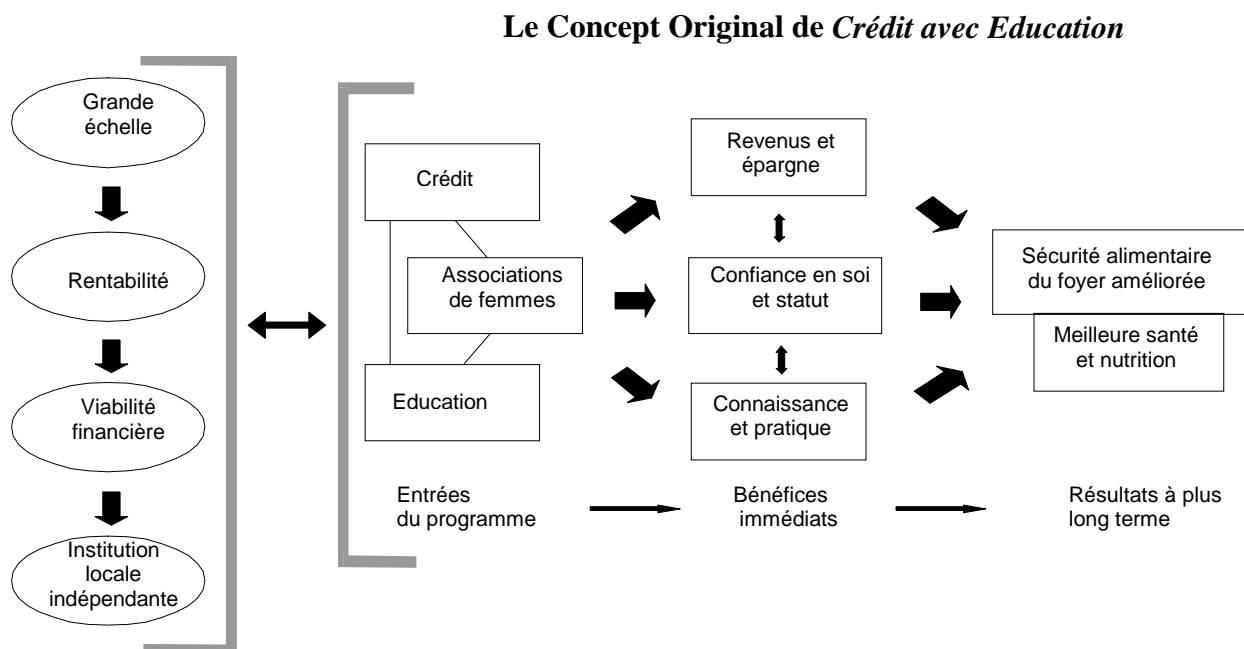 Le Concept Original de Crédit avec Education
Grande
échelle
Rentabilité
Viabilité
financière
Institution
locale
indépendante
Crédit
Associations
de femmes
Education
Revenus et
épargne
Confiance en soi
et statut
Connaissance
et pratique
Sécurité alimentaire
du foyer améliorée
Meilleure santé
et nutrition
Entrées
du programme
Bénéfices
immédiats
Résultats à plus
long terme